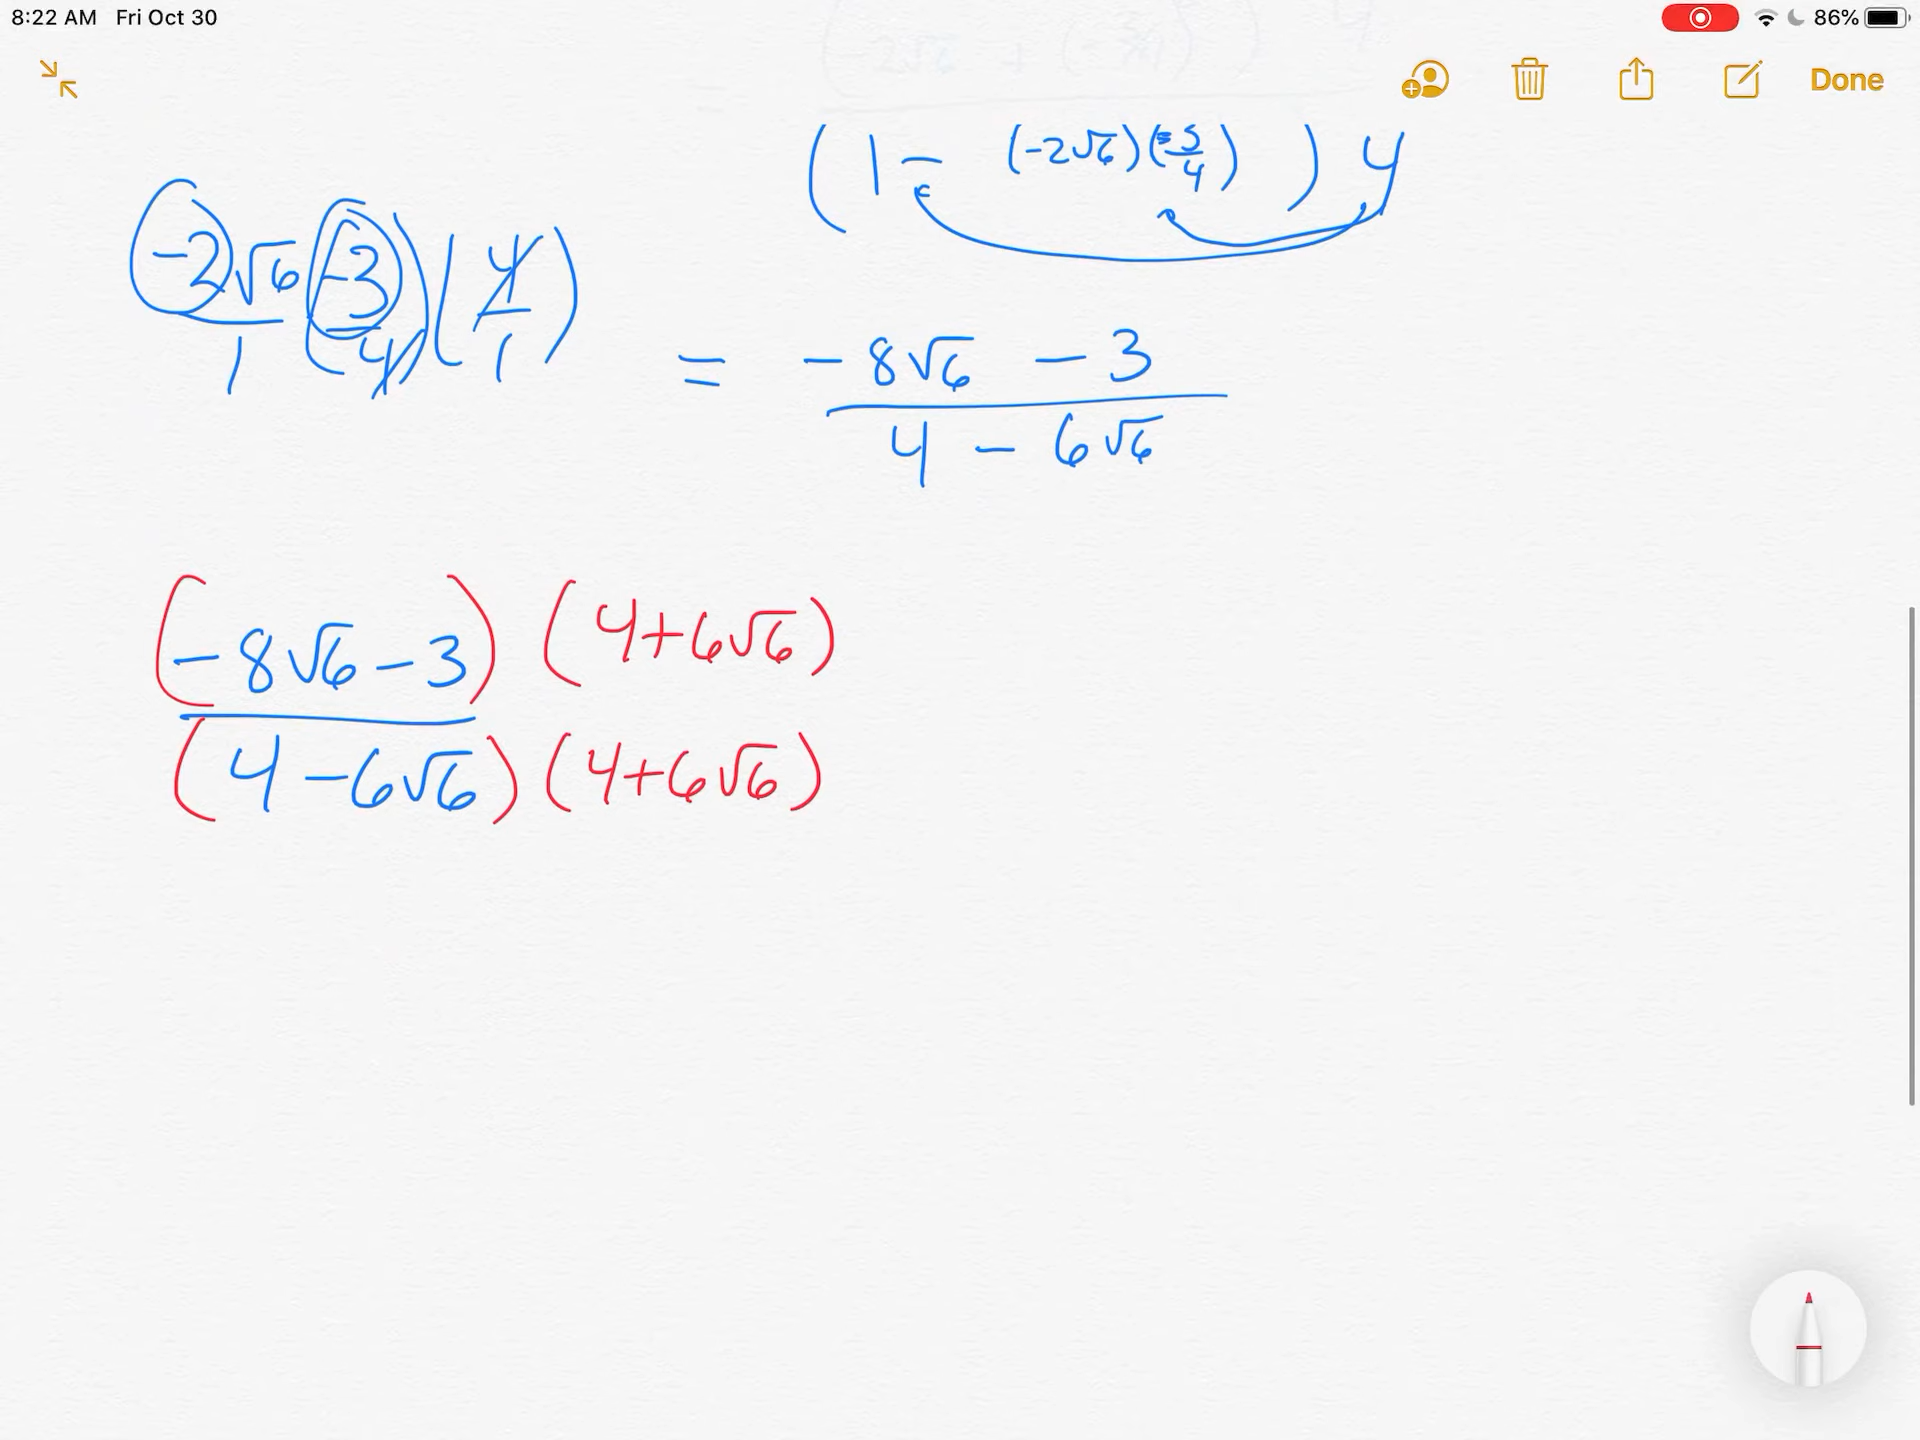 8:22 AM Fri Oct 30 86%
Done
(1 - (-2√6)(-3/4)) 4
-2√6/1 (-3/4)(4/1)
= (-8√6 - 3)/(4 - 6√6)
(-8√6 - 3) (4+6√6)
(4 - 6√6) (4+6√6)